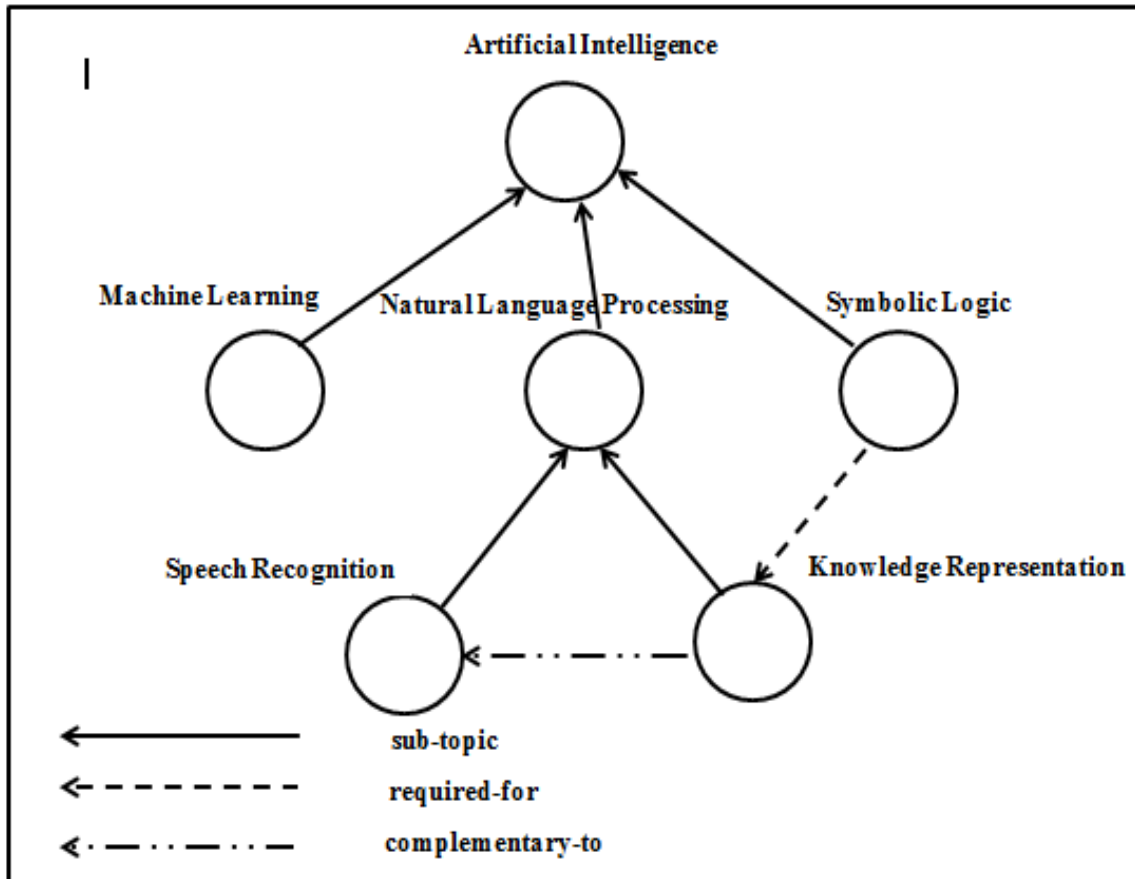 Artificial Intelligence
Machine Learning
Natural Language Processing
Symbolic Logic
Speech Recognition
Knowledge Representation
sub-topic
required-for
complementary-to